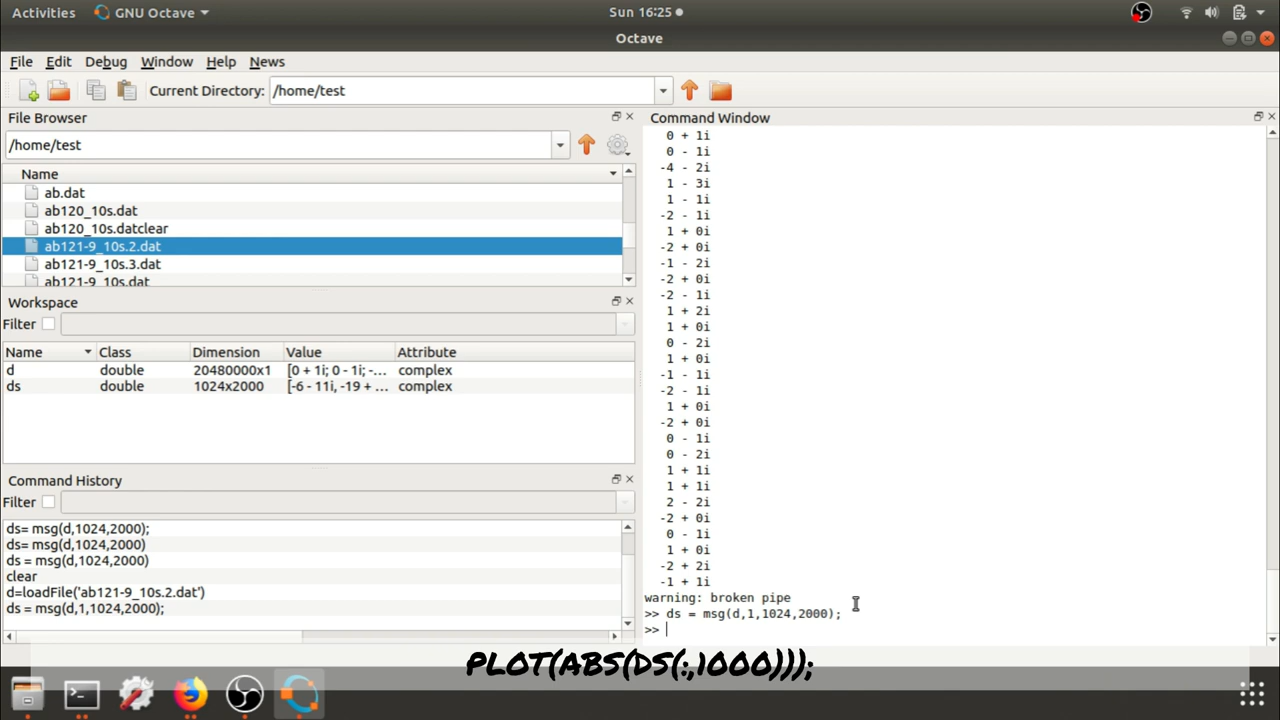 Activities
GNU Octave
Sun 16:25
Octave
File Edit Debug Window Help News
Current Directory: /home/test
File Browser
/home/test
Name
ab.dat
ab120_10s.dat
ab120_10s.datclear
ab121-9_10s.2.dat
ab121-9_10s.3.dat
ab121-9_10s.dat
Workspace
Filter
Name Class Dimension Value Attribute
d double 20480000x1 [0 + 1i; 0 - 1i; -... complex
ds double 1024x2000 [-6 - 11i, -19 + ... complex
Command History
Filter
ds= msg(d,1024,2000);
ds= msg(d,1024,2000)
ds = msg(d,1024,2000)
clear
d=loadFile('ab121-9_10s.2.dat')
ds = msg(d,1,1024,2000);
Command Window
0 + 1i
0 - 1i
-4 - 2i
1 - 3i
1 - 1i
-2 - 1i
1 + 0i
-2 + 0i
-1 - 2i
-2 + 0i
-2 - 1i
1 + 2i
1 + 0i
0 - 2i
1 + 0i
-1 - 1i
-2 - 1i
1 + 0i
-2 + 0i
0 - 1i
0 - 2i
1 + 1i
1 + 1i
2 - 2i
-2 + 0i
0 - 1i
1 + 0i
-2 + 2i
-1 + 1i
warning: broken pipe
>> ds = msg(d,1,1024,2000);
>>
PLOT(ABS(DS(:,1000)));